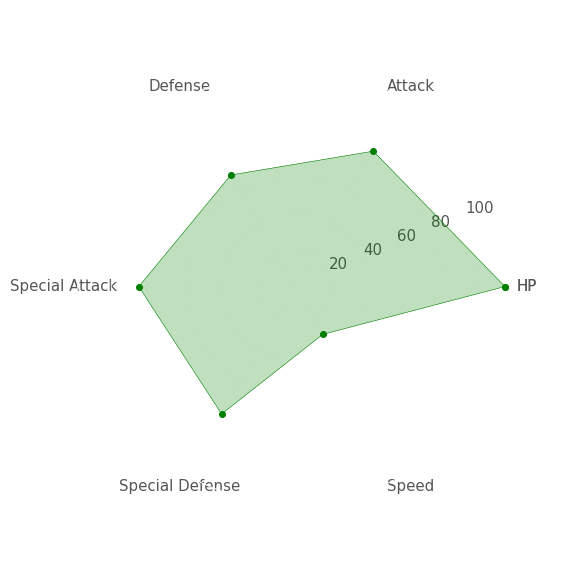 Defense
Attack
100
80
60
40
20
Special Attack
HP
Special Defense
Speed